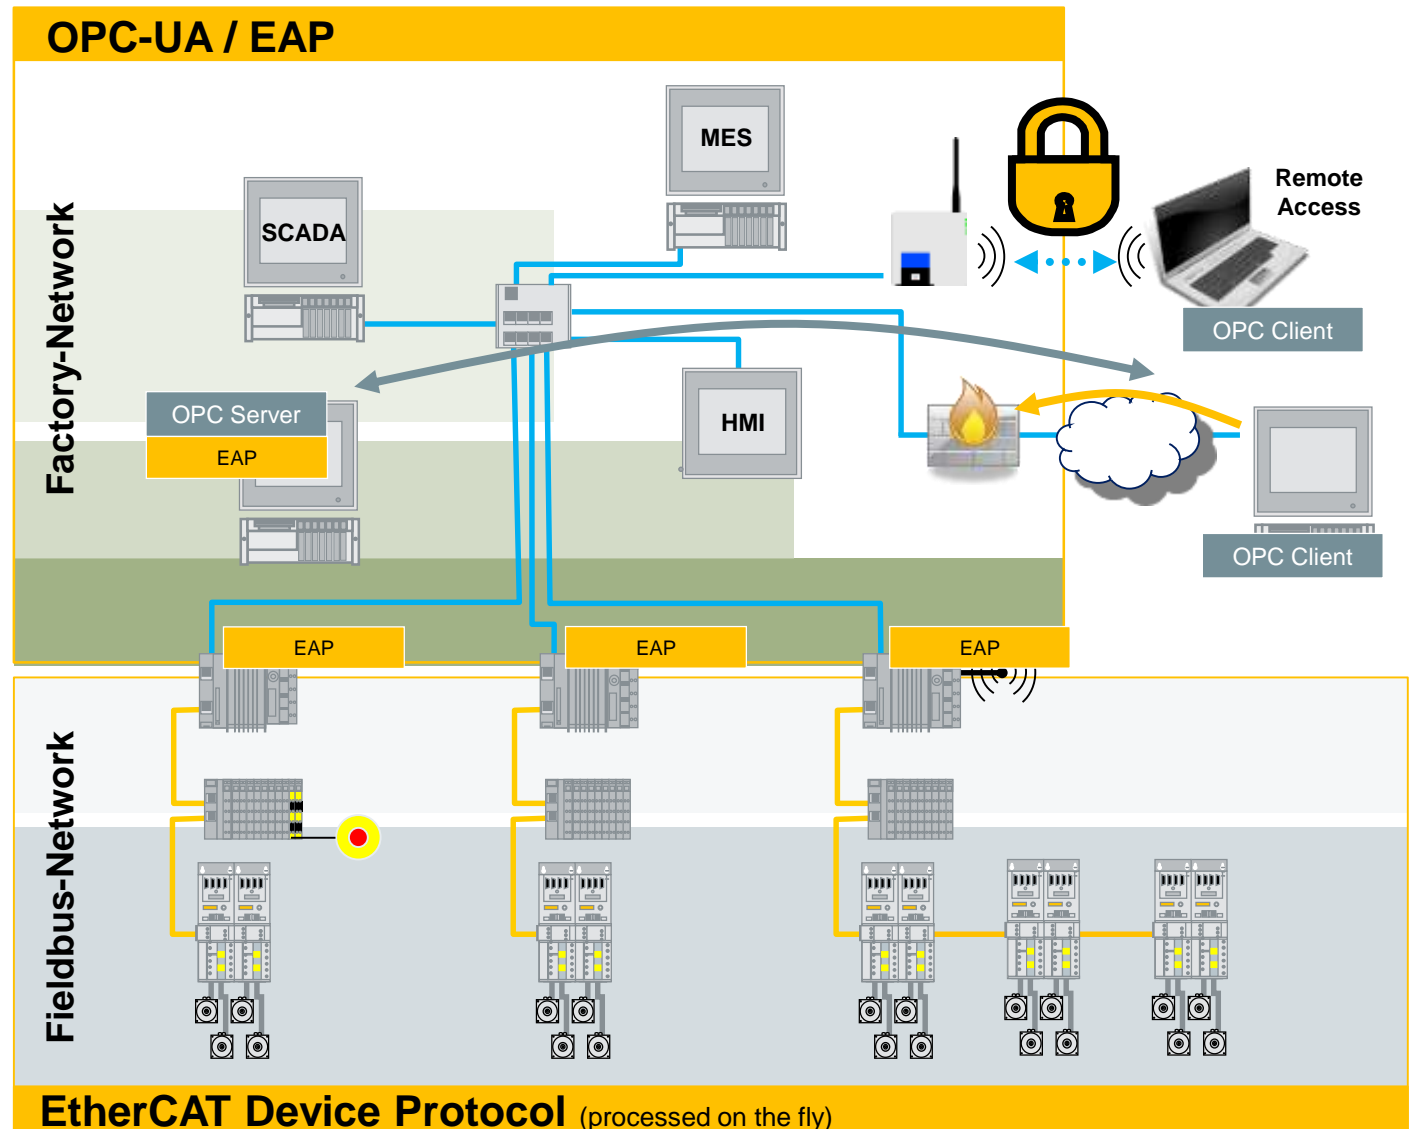 OPC-UA / EAP
MES
Remote
Access
SCADA
Factory-Network
OPC Client
OPC Server
HMI
EAP
OPC Client
EAP
EAP
EAP
Fieldbus-Network
EtherCAT Device Protocol (processed on the fly)